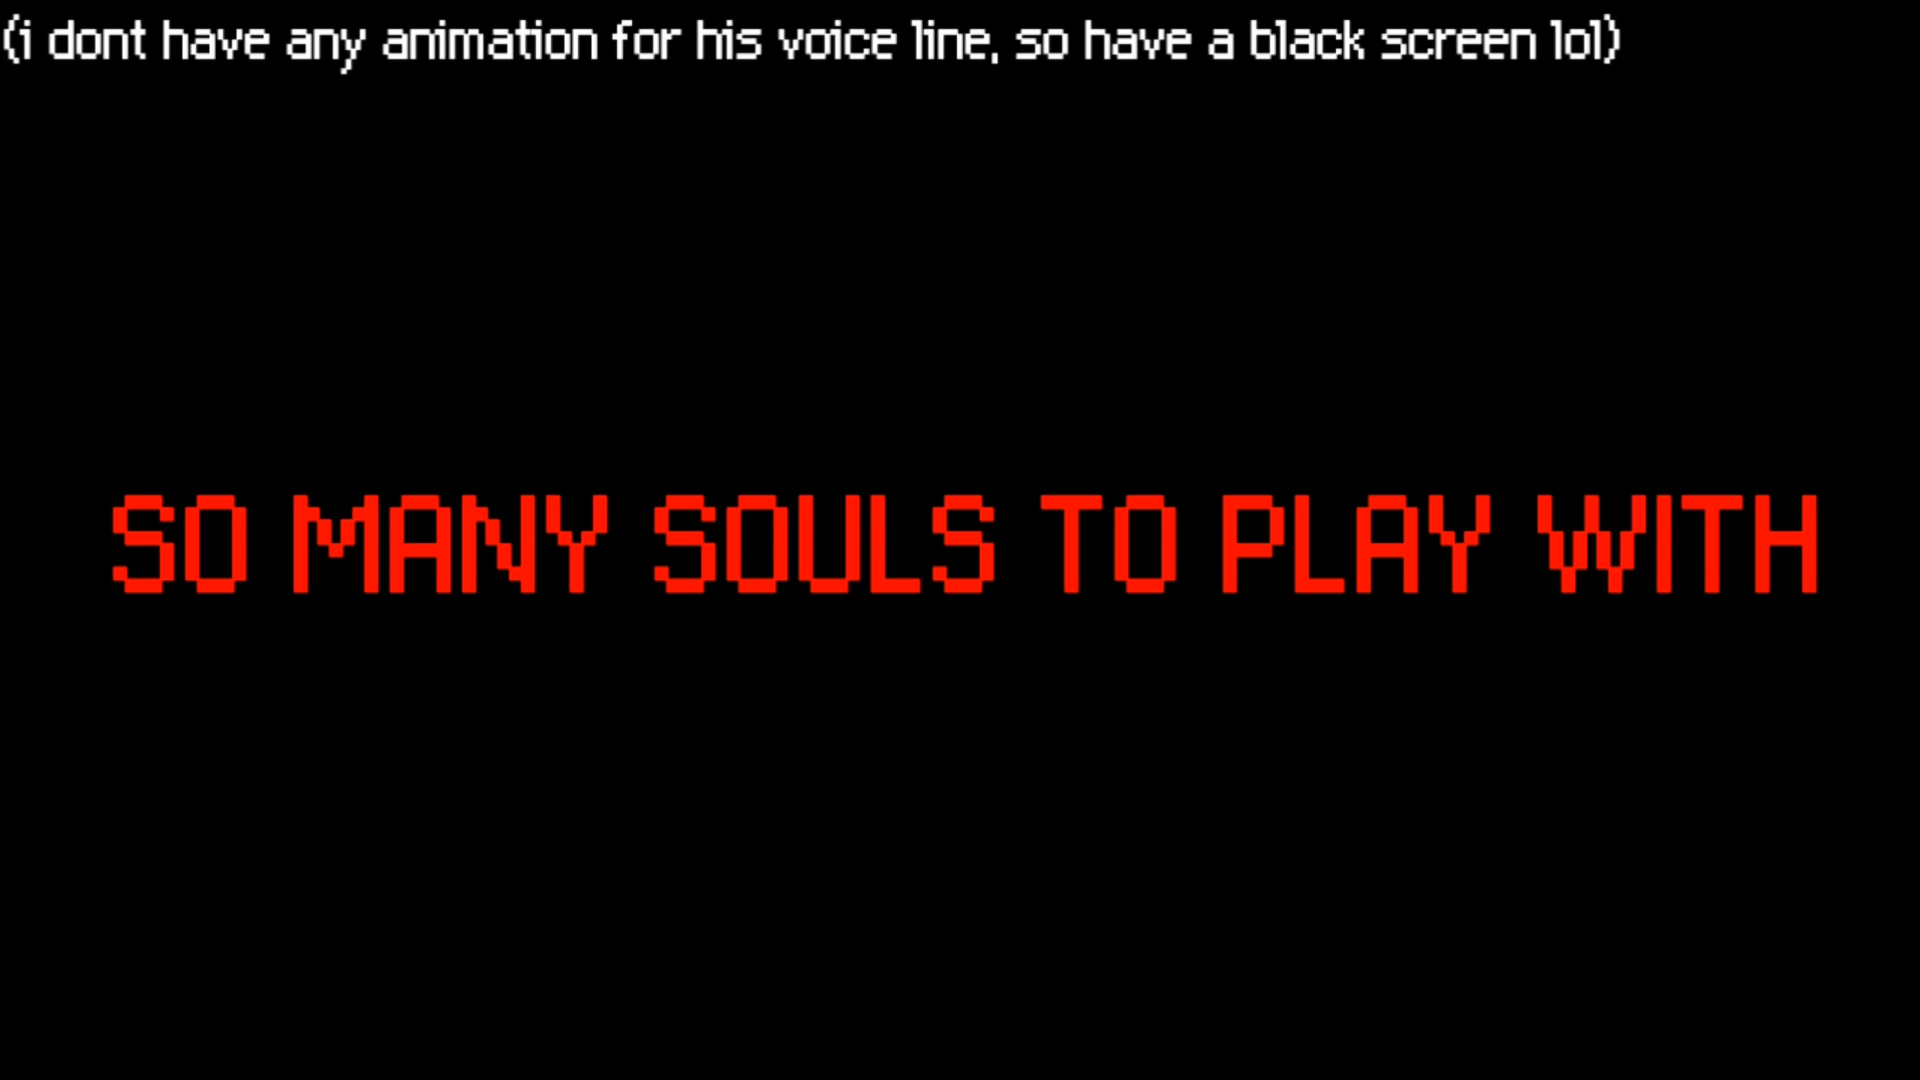 (i dont have any animation for his voice line, so have a black screen lol)
SO MANY SOULS TO PLAY WITH